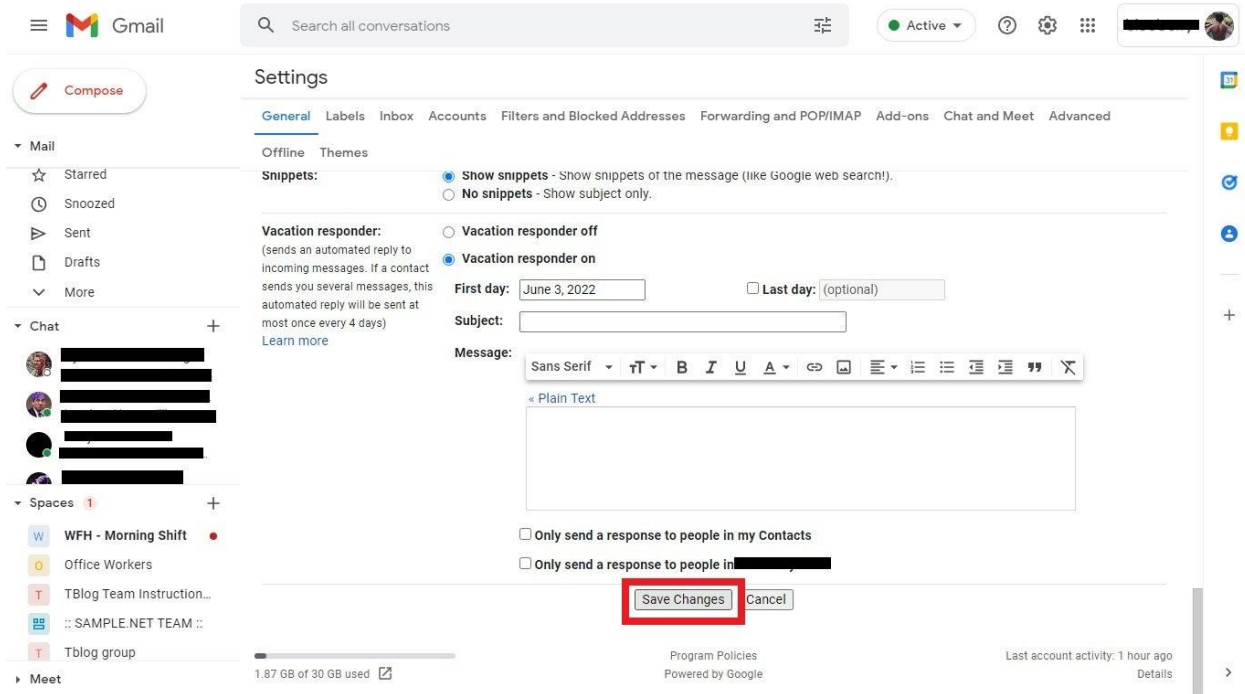 Gmail
Search all conversations
Active
Compose
Mail
Starred
Snoozed
Sent
Drafts
More
Chat
Spaces 1
W WFH - Morning Shift
O Office Workers
T TBlog Team Instruction...
:: SAMPLE.NET TEAM ::
T Tblog group
Meet
Settings
General Labels Inbox Accounts Filters and Blocked Addresses Forwarding and POP/IMAP Add-ons Chat and Meet Advanced
Offline Themes
Snippets:
Show snippets - Show snippets of the message (like Google web search!).
No snippets - Show subject only.
Vacation responder:
(sends an automated reply to
incoming messages. If a contact
sends you several messages, this
automated reply will be sent at
most once every 4 days)
Learn more
Vacation responder off
Vacation responder on
First day: June 3, 2022 Last day: (optional)
Subject:
Message:
Sans Serif TT B I U A
« Plain Text
Only send a response to people in my Contacts
Only send a response to people in
Save Changes Cancel
1.87 GB of 30 GB used
Program Policies
Powered by Google
Last account activity: 1 hour ago
Details
31